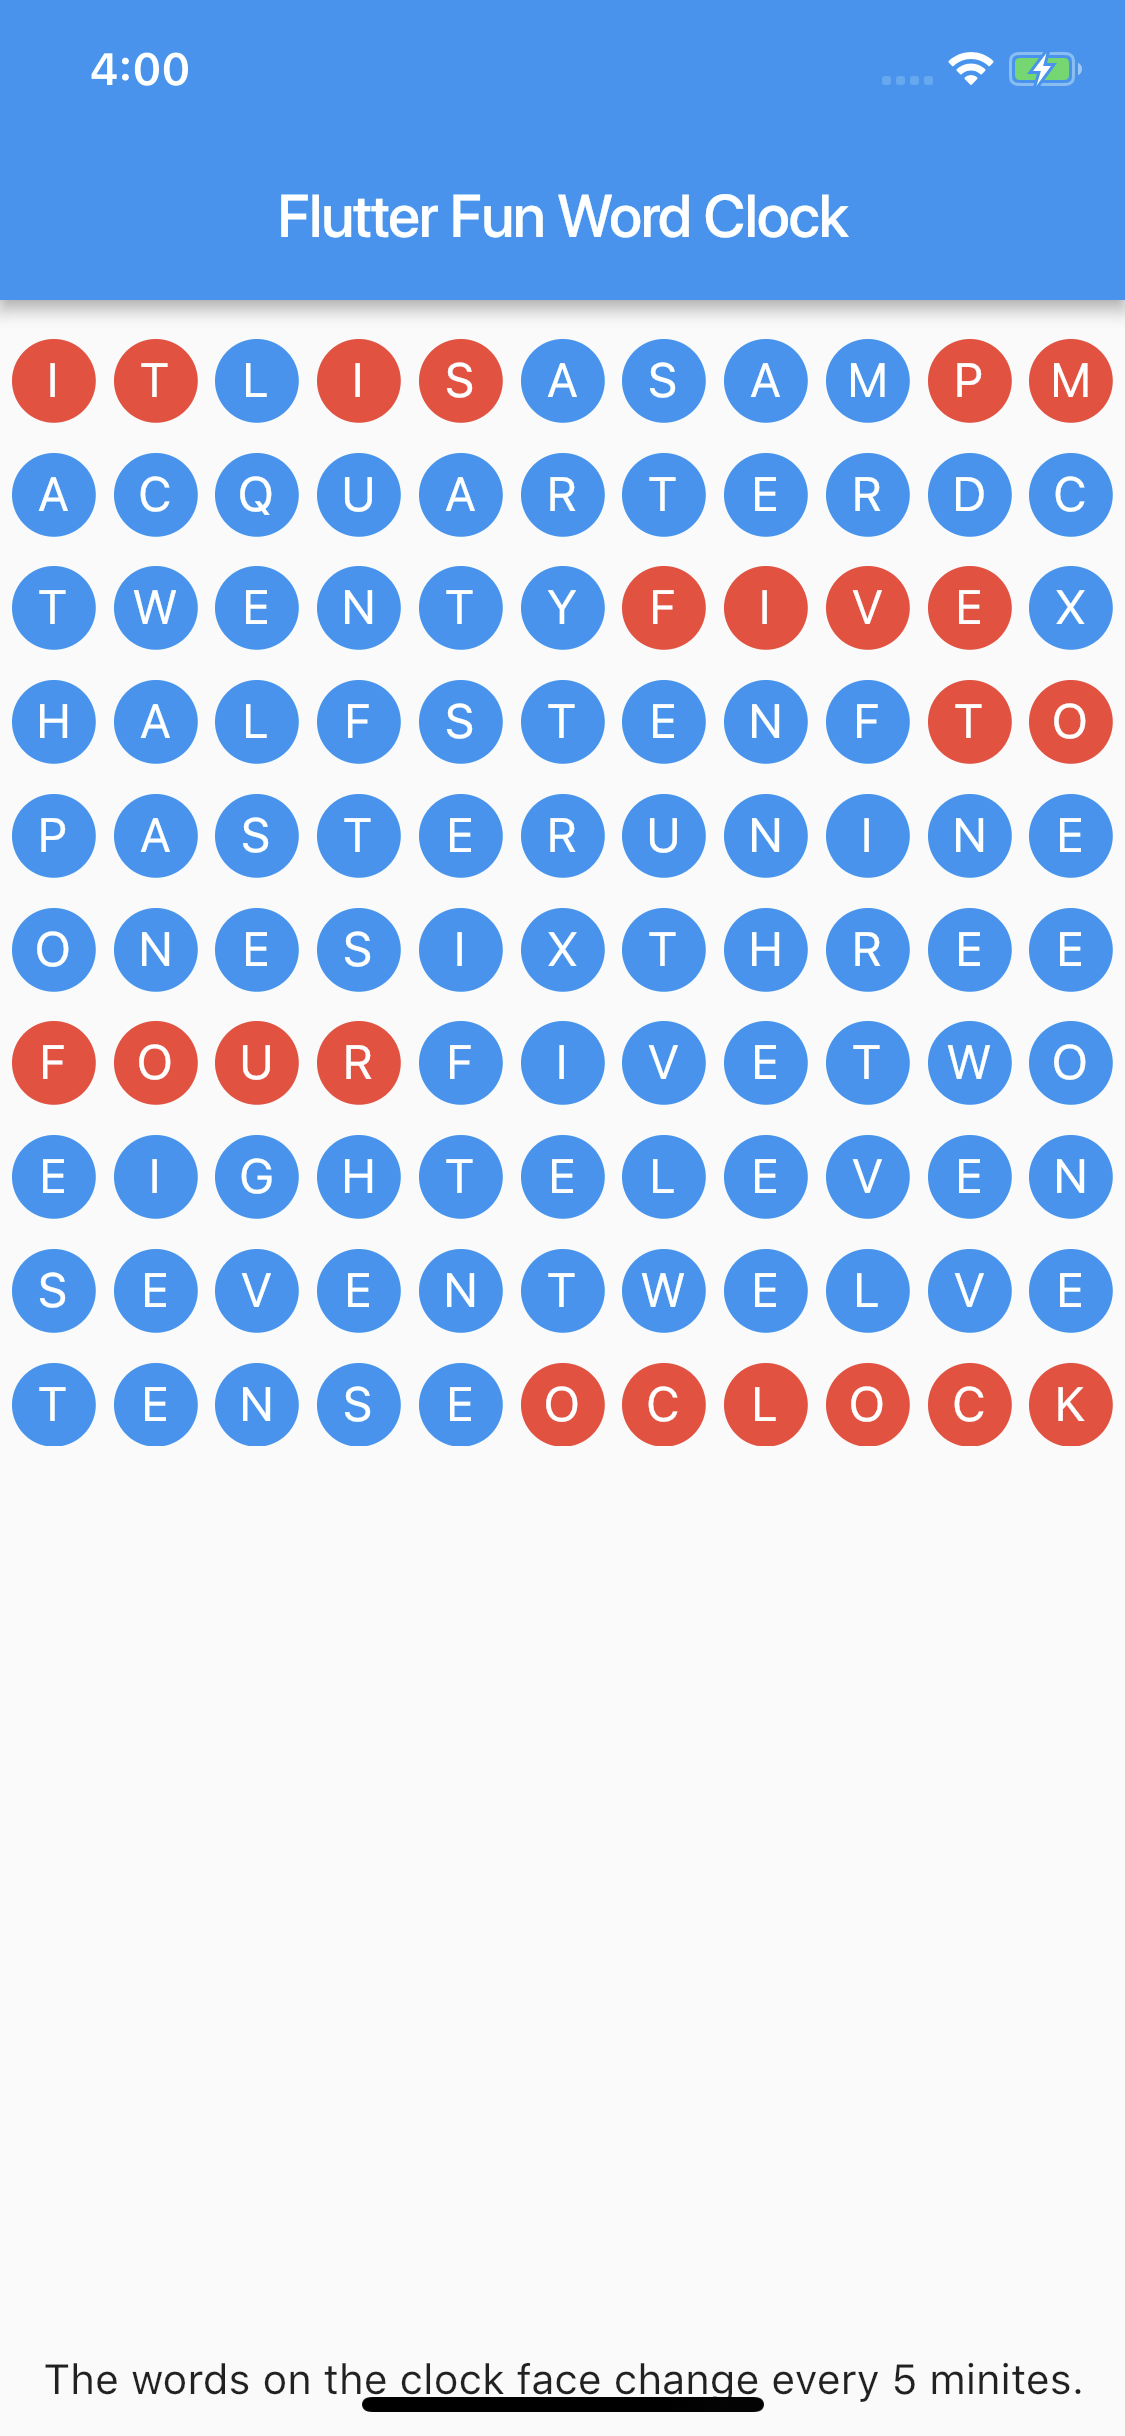 4:00
Flutter Fun Word Clock
I T L I S A S A M P M
A C Q U A R T E R D C
T W E N T Y F I V E X
H A L F S T E N F T O
P A S T E R U N I N E
O N E S I X T H R E E
F O U R F I V E T W O
E I G H T E L E V E N
S E V E N T W E L V E
T E N S E O C L O C K
The words on the clock face change every 5 minites.